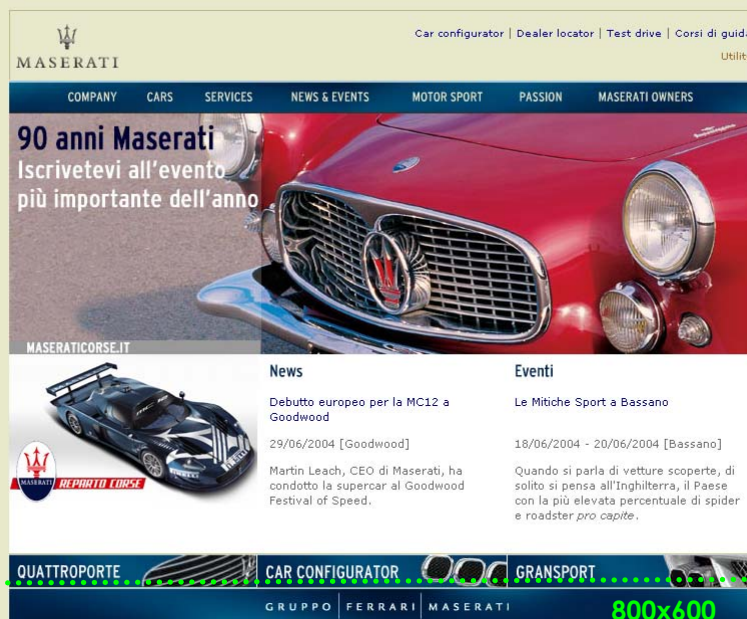 MASERATI
Car configurator | Dealer locator | Test drive | Corsi di guida
Utilit
COMPANY CARS SERVICES NEWS & EVENTS MOTOR SPORT PASSION MASERATI OWNERS
90 anni Maserati
Iscrivetevi all'evento
più importante dell'anno
MASERATICORSE.IT
MC 12
MASERATI REPARTO CORSE
News
Debutto europeo per la MC12 a
Goodwood
29/06/2004 [Goodwood]
Martin Leach, CEO di Maserati, ha
condotto la supercar al Goodwood
Festival of Speed.
Eventi
Le Mitiche Sport a Bassano
18/06/2004 - 20/06/2004 [Bassano]
Quando si parla di vetture scoperte, di
solito si pensa all'Inghilterra, il Paese
con la più elevata percentuale di spider
e roadster pro capite.
QUATTROPORTE CAR CONFIGURATOR GRANSPORT
GRUPPO FERRARI MASERATI
800x600